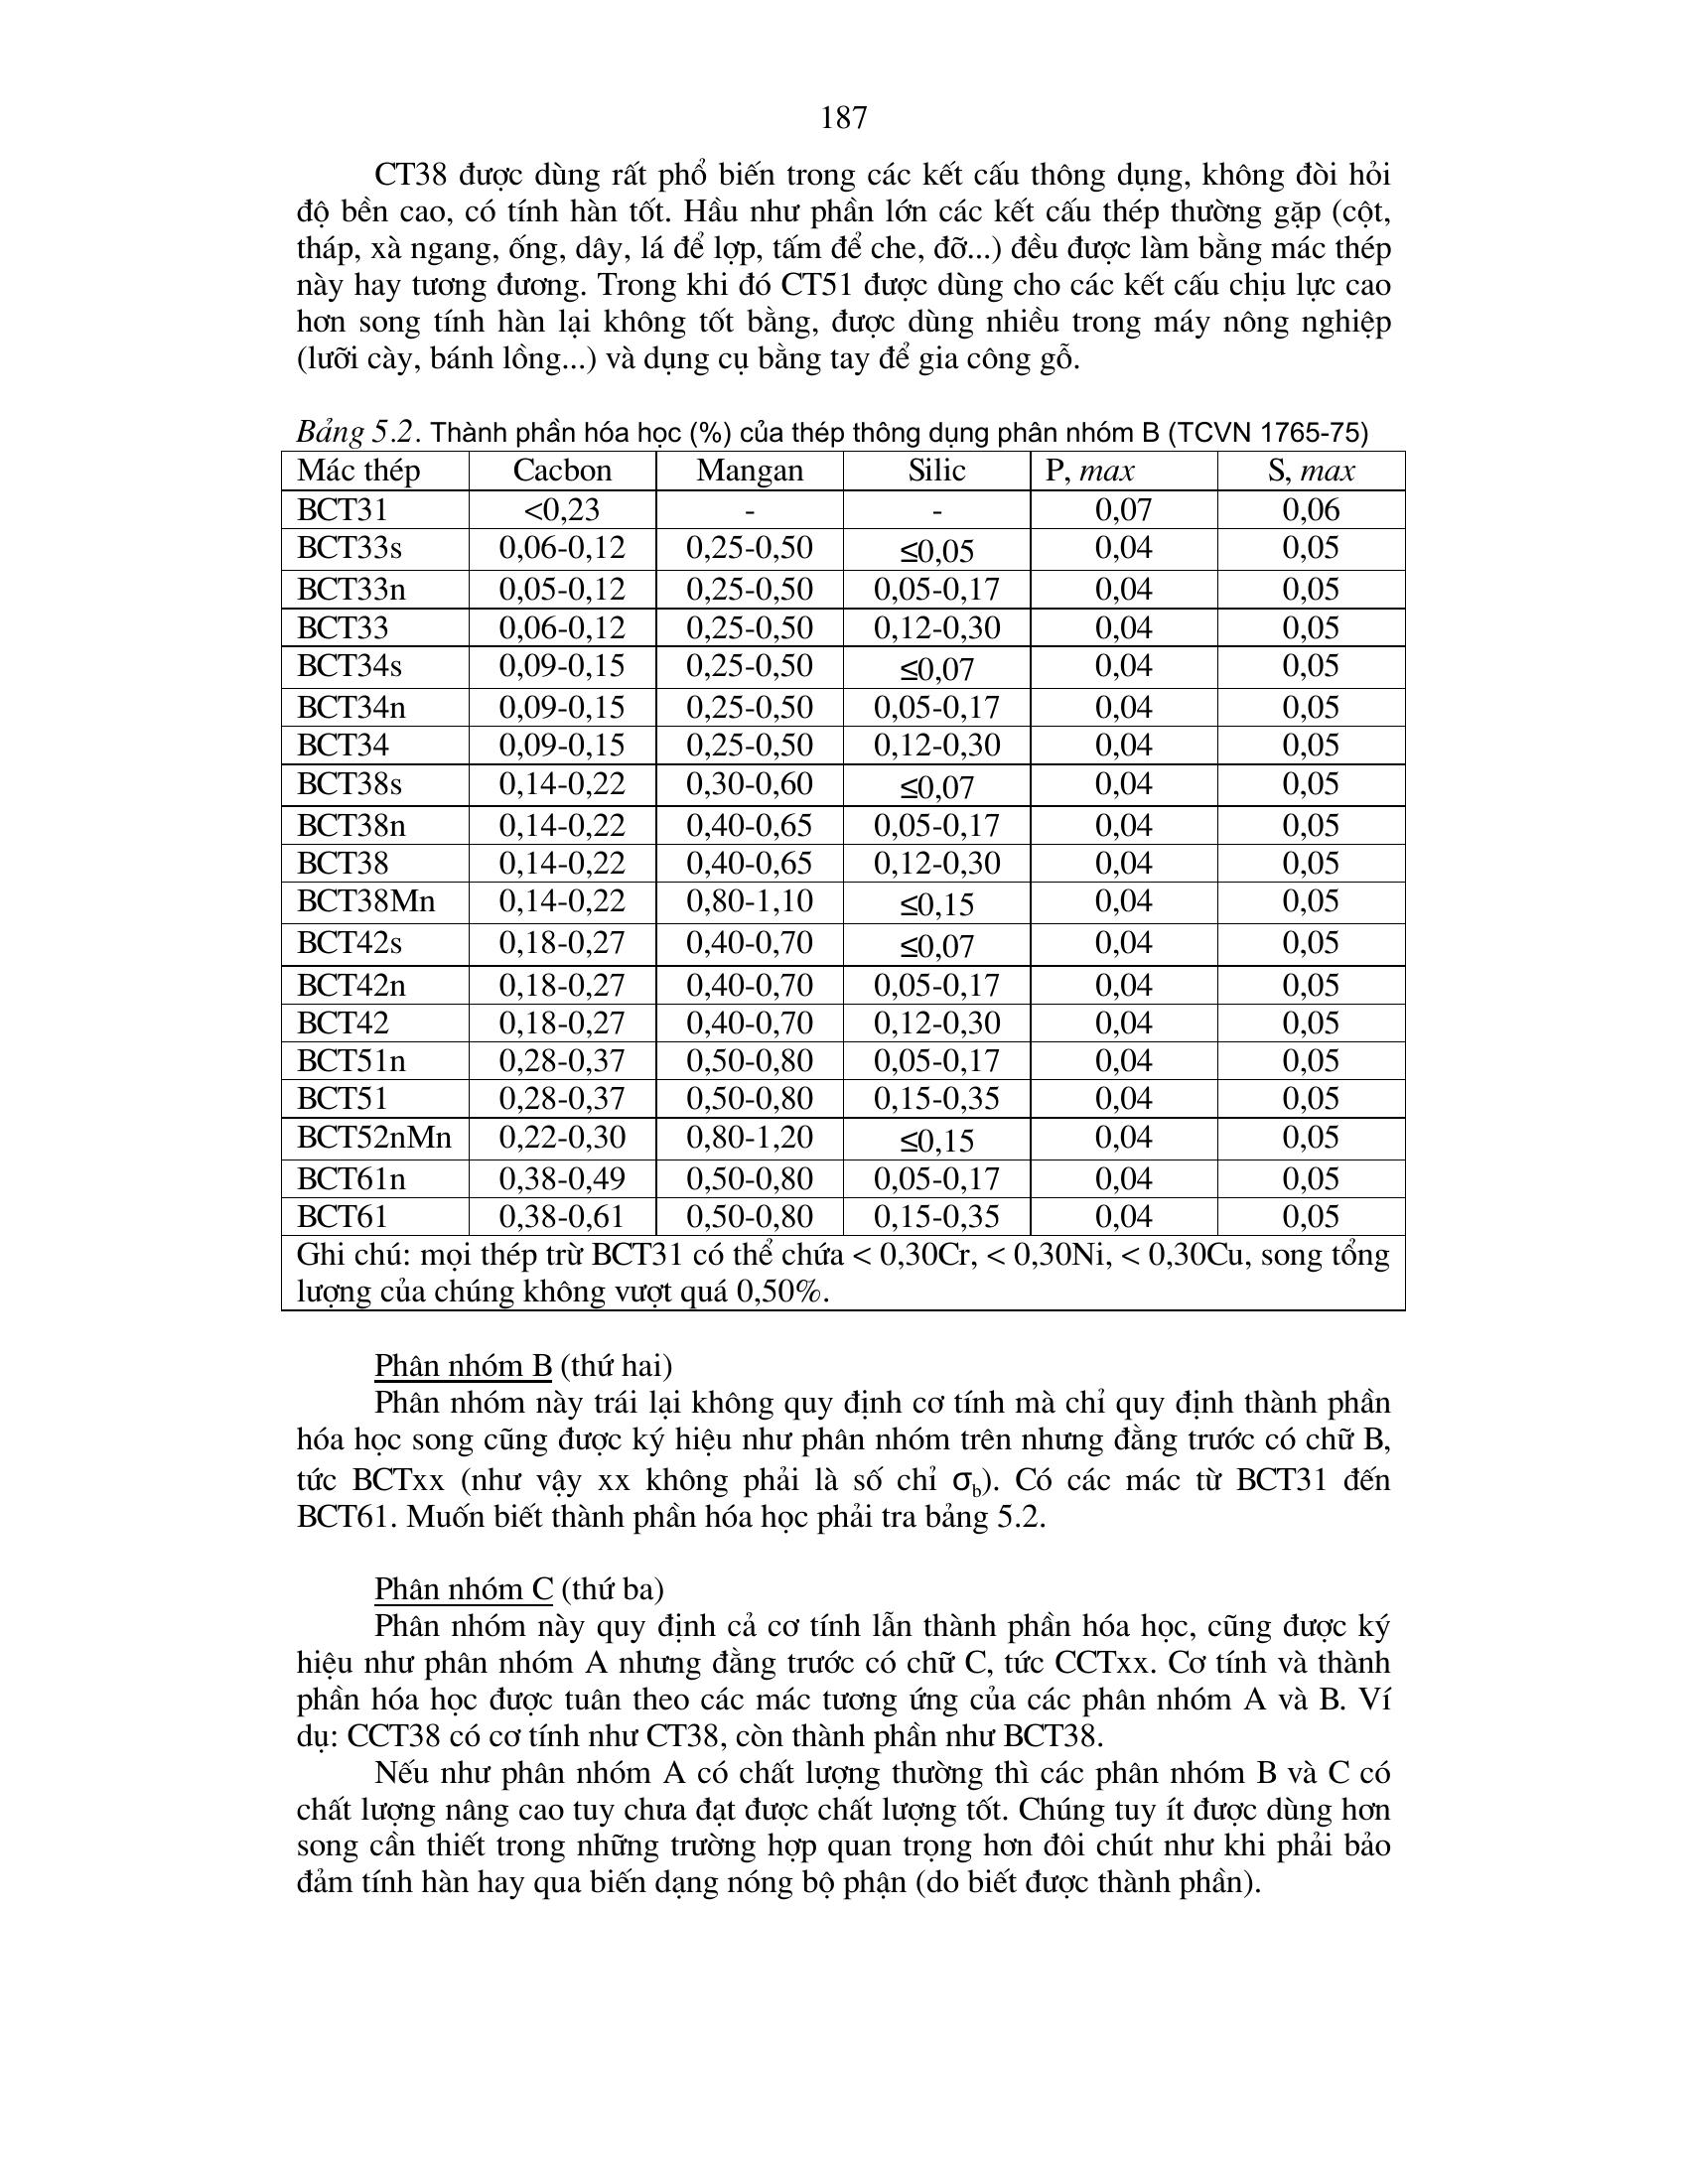 187
CT38 được dùng rất phổ biến trong các kết cấu thông dụng, không đòi hỏi
độ bền cao, có tính hàn tốt. Hầu như phần lớn các kết cấu thép thường gặp (cột,
tháp, xà ngang, ống, dây, lá để lợp, tấm để che, đỡ...) đều được làm bằng mác thép
này hay tương đương. Trong khi đó CT51 được dùng cho các kết cấu chịu lực cao
hơn song tính hàn lại không tốt bằng, được dùng nhiều trong máy nông nghiệp
(lưỡi cày, bánh lồng...) và dụng cụ bằng tay để gia công gỗ.
Bảng 5.2. Thành phần hóa học (%) của thép thông dụng phân nhóm B (TCVN 1765-75)
Mác thép Cacbon Mangan Silic P, max S, max
BCT31 <0,23 - - 0,07 0,06
BCT33s 0,06-0,12 0,25-0,50 ≤0,05 0,04 0,05
BCT33n 0,05-0,12 0,25-0,50 0,05-0,17 0,04 0,05
BCT33 0,06-0,12 0,25-0,50 0,12-0,30 0,04 0,05
BCT34s 0,09-0,15 0,25-0,50 ≤0,07 0,04 0,05
BCT34n 0,09-0,15 0,25-0,50 0,05-0,17 0,04 0,05
BCT34 0,09-0,15 0,25-0,50 0,12-0,30 0,04 0,05
BCT38s 0,14-0,22 0,30-0,60 ≤0,07 0,04 0,05
BCT38n 0,14-0,22 0,40-0,65 0,05-0,17 0,04 0,05
BCT38 0,14-0,22 0,40-0,65 0,12-0,30 0,04 0,05
BCT38Mn 0,14-0,22 0,80-1,10 ≤0,15 0,04 0,05
BCT42s 0,18-0,27 0,40-0,70 ≤0,07 0,04 0,05
BCT42n 0,18-0,27 0,40-0,70 0,05-0,17 0,04 0,05
BCT42 0,18-0,27 0,40-0,70 0,12-0,30 0,04 0,05
BCT51n 0,28-0,37 0,50-0,80 0,05-0,17 0,04 0,05
BCT51 0,28-0,37 0,50-0,80 0,15-0,35 0,04 0,05
BCT52nMn 0,22-0,30 0,80-1,20 ≤0,15 0,04 0,05
BCT61n 0,38-0,49 0,50-0,80 0,05-0,17 0,04 0,05
BCT61 0,38-0,61 0,50-0,80 0,15-0,35 0,04 0,05
Ghi chú: mọi thép trừ BCT31 có thể chứa < 0,30Cr, < 0,30Ni, < 0,30Cu, song tổng
lượng của chúng không vượt quá 0,50%.
Phân nhóm B (thứ hai)
Phân nhóm này trái lại không quy định cơ tính mà chỉ quy định thành phần
hóa học song cũng được ký hiệu như phân nhóm trên nhưng đằng trước có chữ B,
tức BCTxx (như vậy xx không phải là số chỉ σb). Có các mác từ BCT31 đến
BCT61. Muốn biết thành phần hóa học phải tra bảng 5.2.
Phân nhóm C (thứ ba)
Phân nhóm này quy định cả cơ tính lẫn thành phần hóa học, cũng được ký
hiệu như phân nhóm A nhưng đằng trước có chữ C, tức CCTxx. Cơ tính và thành
phần hóa học được tuân theo các mác tương ứng của các phân nhóm A và B. Ví
dụ: CCT38 có cơ tính như CT38, còn thành phần như BCT38.
Nếu như phân nhóm A có chất lượng thường thì các phân nhóm B và C có
chất lượng nâng cao tuy chưa đạt được chất lượng tốt. Chúng tuy ít được dùng hơn
song cần thiết trong những trường hợp quan trọng hơn đôi chút như khi phải bảo
đảm tính hàn hay qua biến dạng nóng bộ phận (do biết được thành phần).